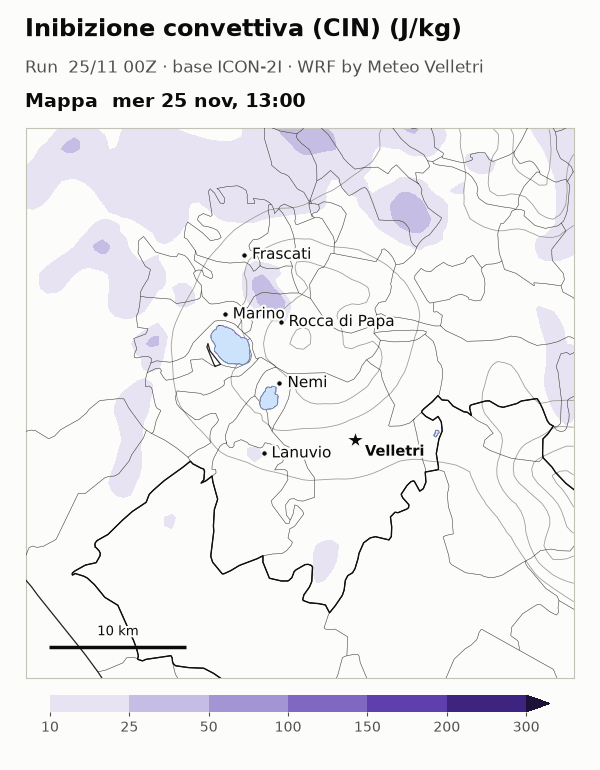 Inibizione convettiva (CIN) (J/kg)
Run  25/11 00Z · base ICON-2I · WRF by Meteo Velletri
Mappa  mer 25 nov, 13:00
Frascati
Marino
Rocca di Papa
Nemi
Velletri
Lanuvio
10 km
10 25 50 100 150 200 300